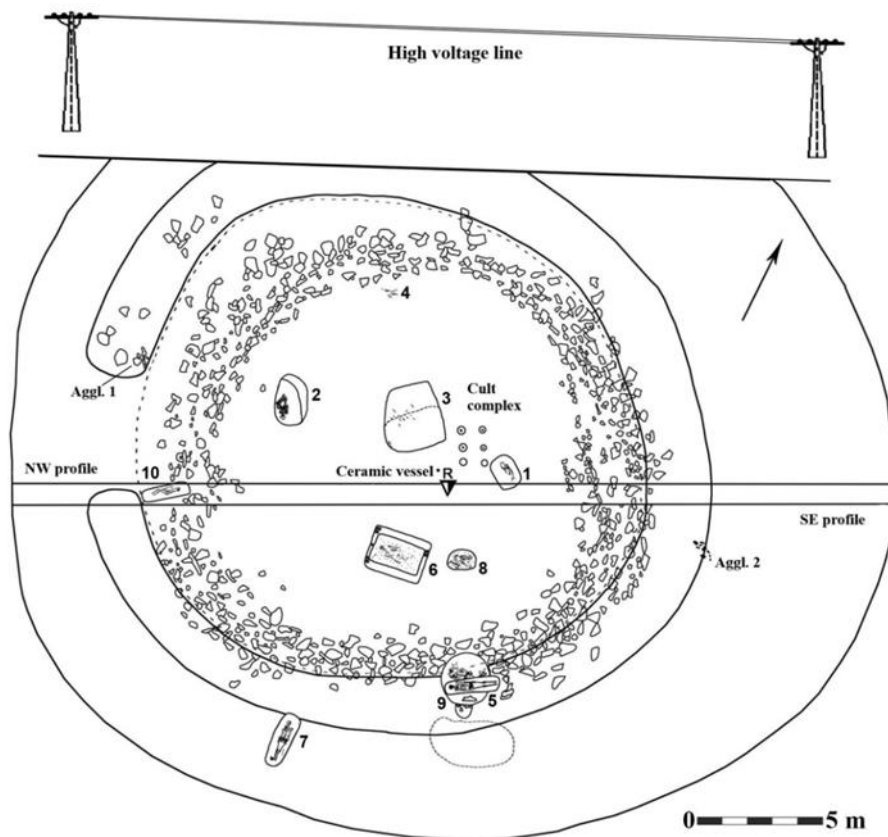 High voltage line
4
Aggl. 1
2
3
Cult
complex
NW profile
10
Ceramic vessel
R
1
SE profile
6
8
Aggl. 2
9
5
7
0
5 m